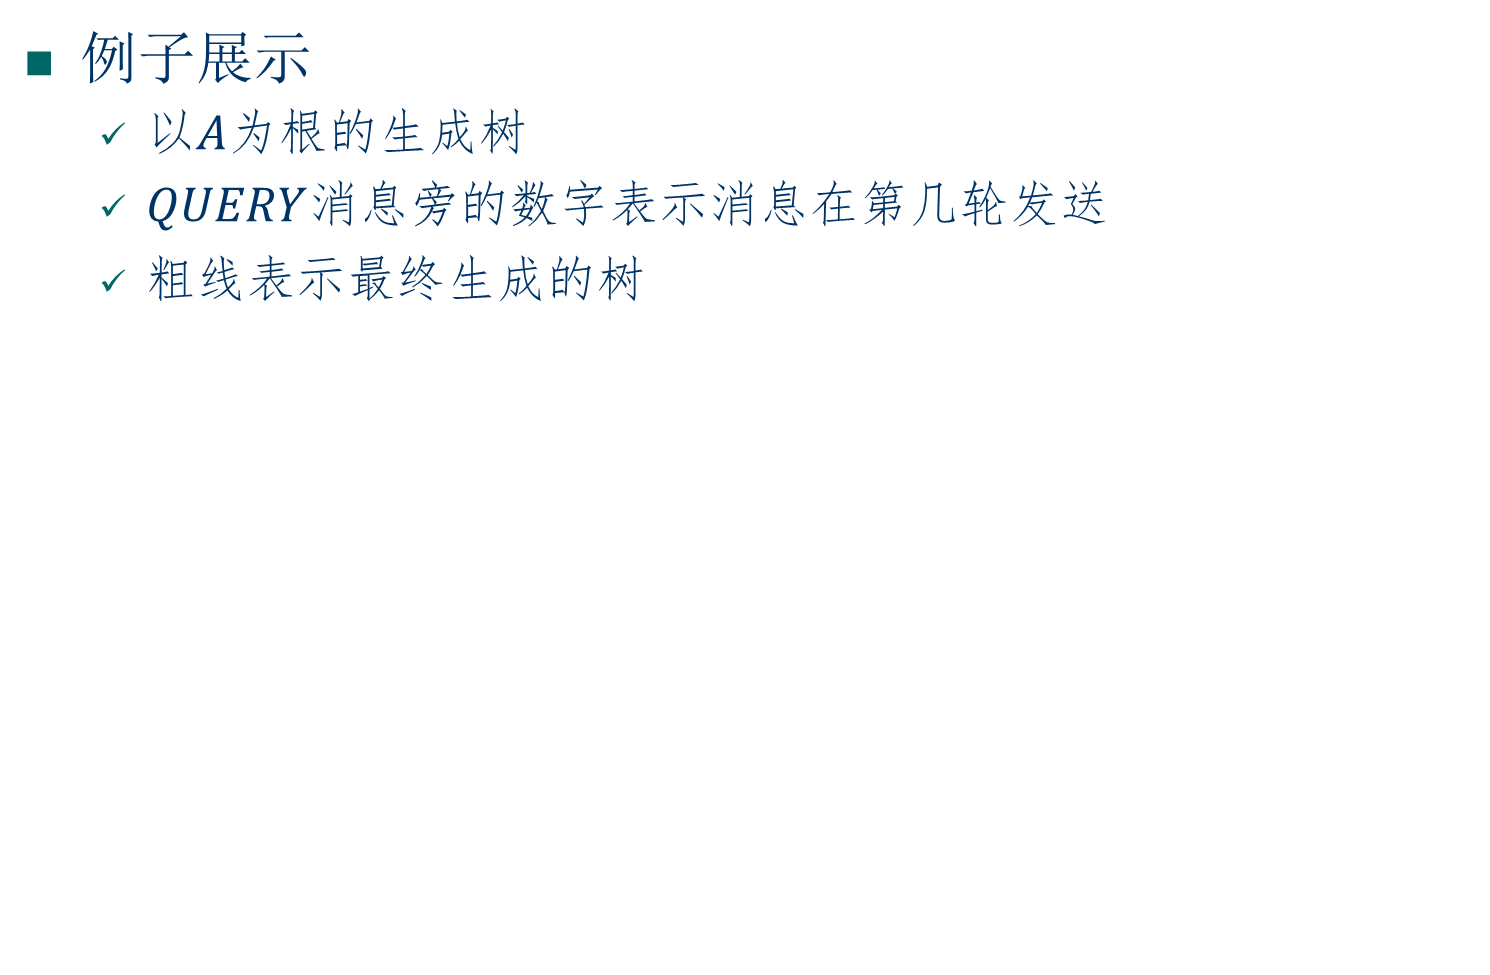 ■ 例子展示
✓ 以A为根的生成树
✓ QUERY消息旁的数字表示消息在第几轮发送
✓ 粗线表示最终生成的树